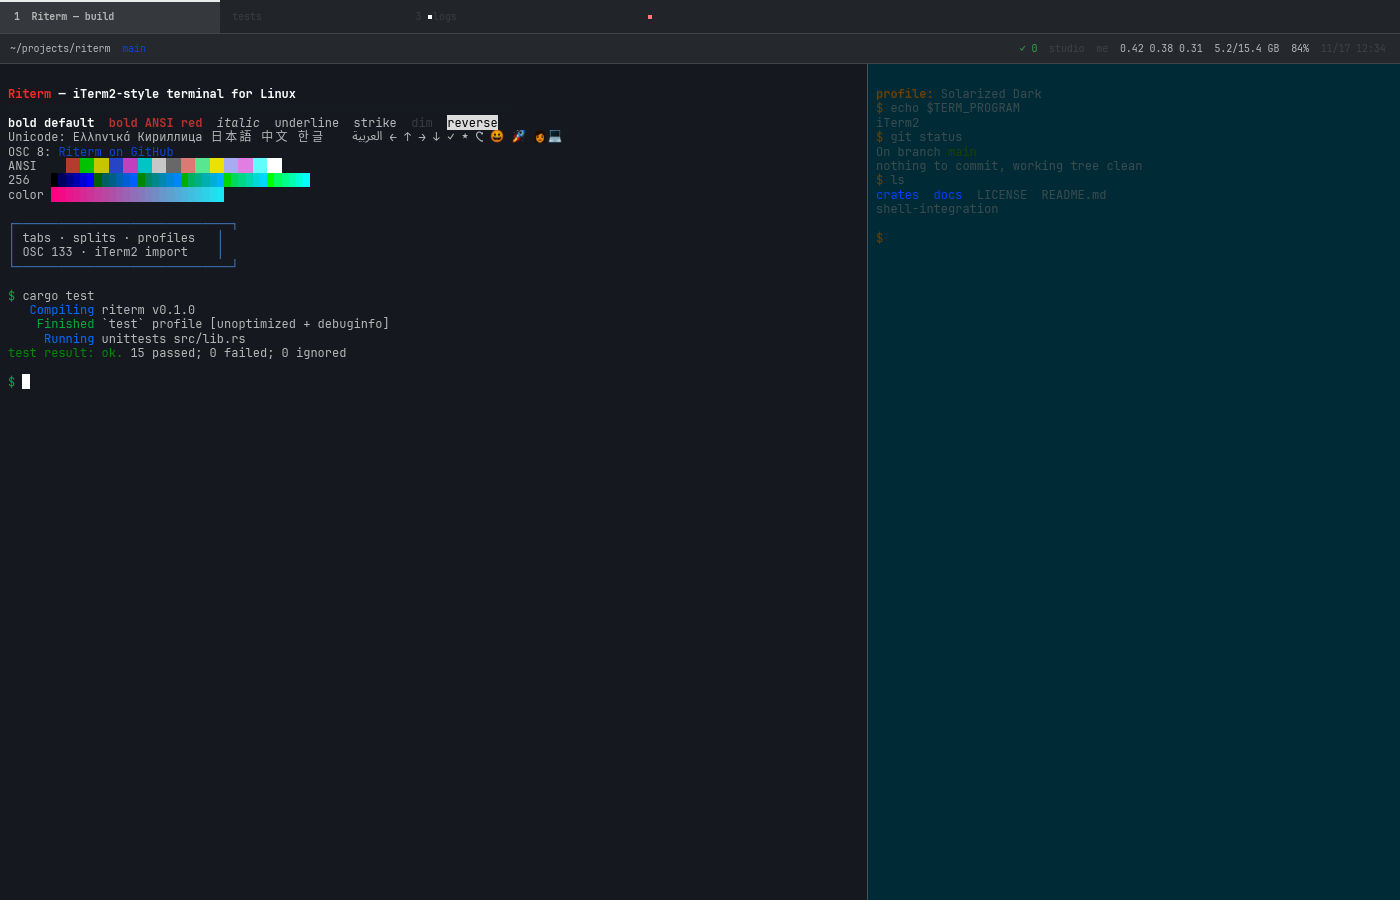 1 Riterm — build
tests
3 logs
~/projects/riterm main
✓ 0 studio me 0.42 0.38 0.31 5.2/15.4 GB 84% 11/17 12:34
Riterm — iTerm2-style terminal for Linux
bold default bold ANSI red italic underline strike dim reverse
Unicode: Ελληνικά Кириллица 日本語 中文 한글 العربية ← ↑ → ↓ ✓ ★ ☾ 😀 🚀 👩‍💻
OSC 8: Riterm on GitHub
ANSI
256
color
tabs · splits · profiles
OSC 133 · iTerm2 import
$ cargo test
Compiling riterm v0.1.0
Finished `test` profile [unoptimized + debuginfo]
Running unittests src/lib.rs
test result: ok. 15 passed; 0 failed; 0 ignored
$
profile: Solarized Dark
$ echo $TERM_PROGRAM
iTerm2
$ git status
On branch main
nothing to commit, working tree clean
$ ls
crates docs LICENSE README.md
shell-integration
$